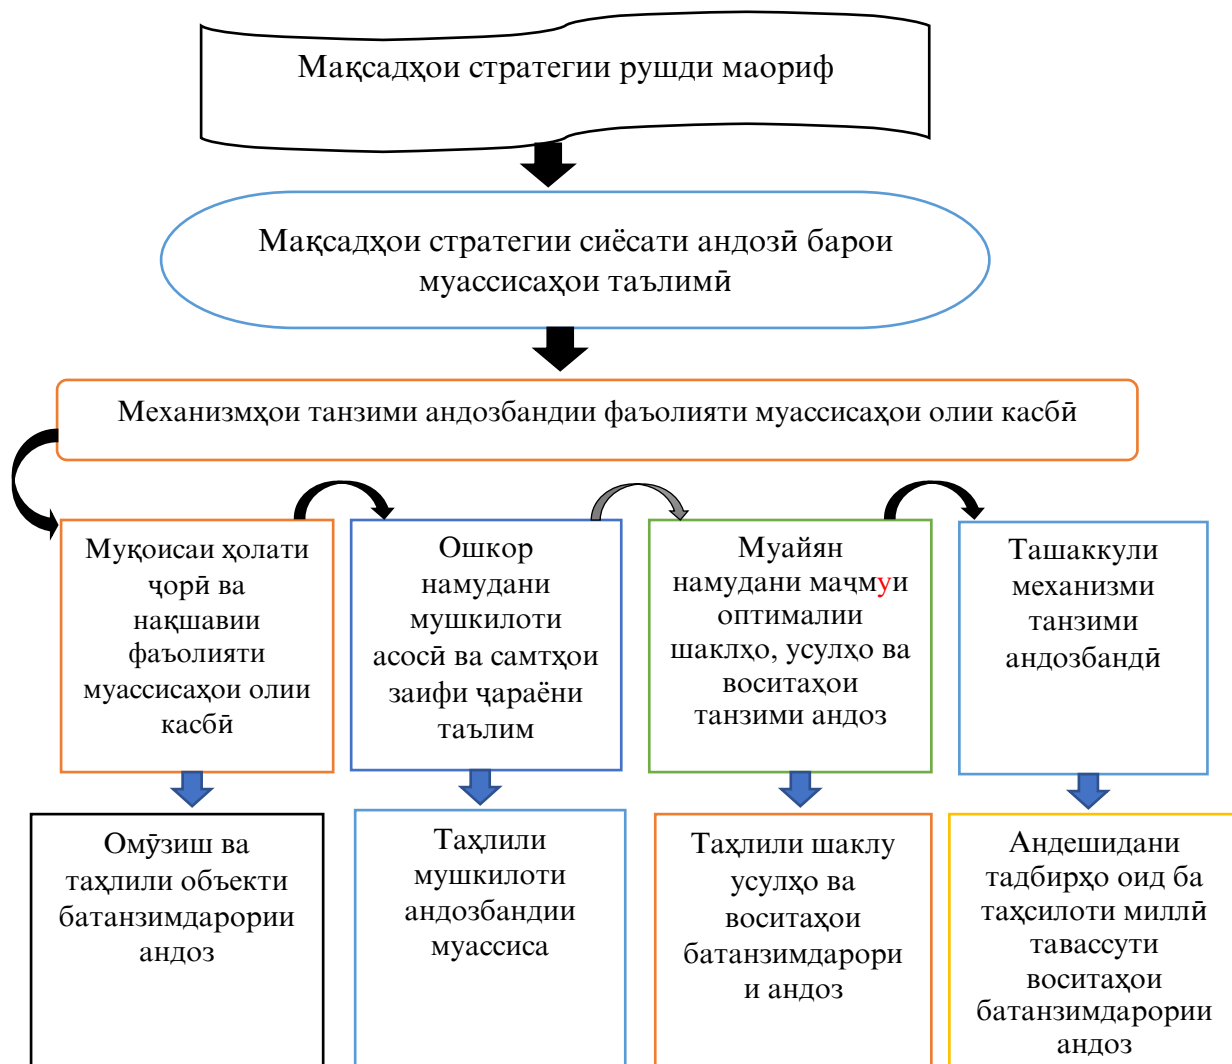 Мақсадҳои стратегии рушди маориф
Мақсадҳои стратегии сиёсати андозӣ барои
муассисаҳои таълимӣ
Механизмҳои танзими андозбандии фаъолияти муассисаҳои олии касбӣ
Муқоисаи ҳолати
ҷорӣ ва
нақшавии
фаъолияти
муассисаҳои олии
касбӣ
Ошкор
намудани
мушкилоти
асосӣ ва самтҳои
заифи ҷараёни
таълим
Муайян
намудани маҷмуи
оптималии
шаклҳо, усулҳо ва
воситаҳои
танзими андоз
Ташаккули
механизми
танзими
андозбандӣ
Омӯзиш ва
таҳлили объекти
батанзимдарории
андоз
Таҳлили
мушкилоти
андозбандии
муассиса
Таҳлили шаклу
усулҳо ва
воситаҳои
батанзимдарори
и андоз
Андешидани
тадбирҳо оид ба
таҳсилоти миллӣ
тавассути
воситаҳои
батанзимдарории
андоз